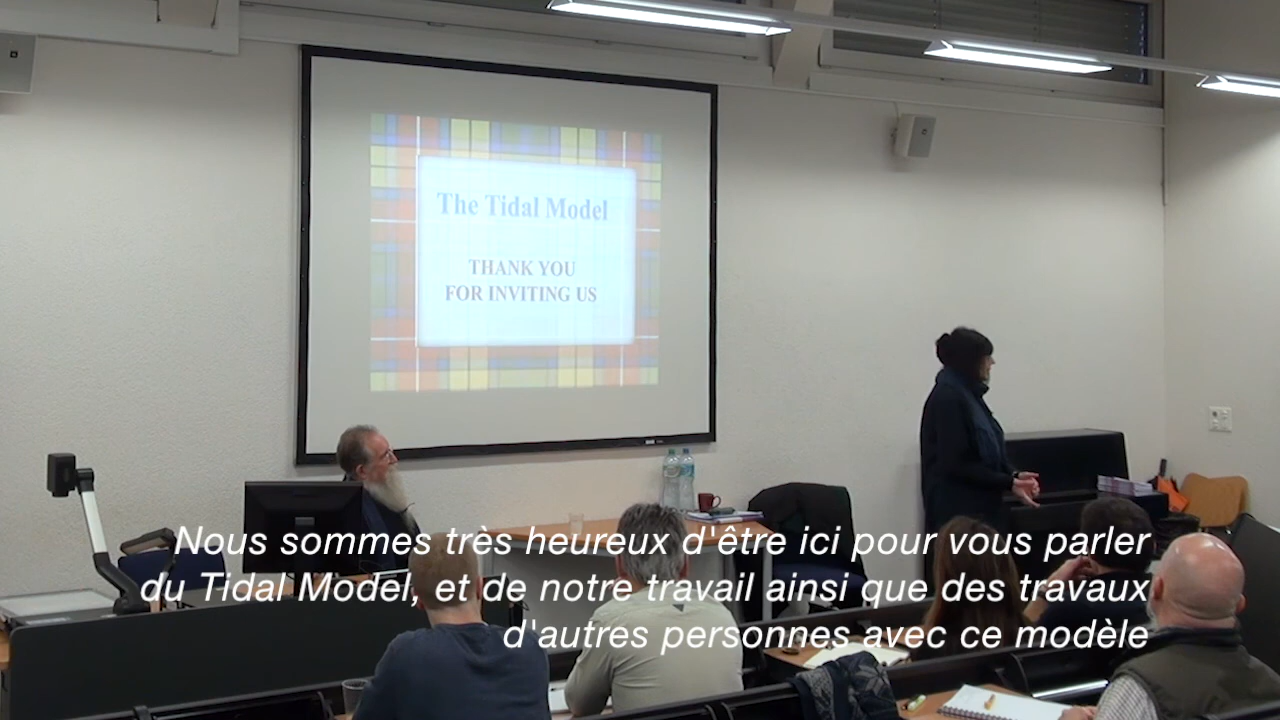 The Tidal Model
THANK YOU
FOR INVITING US
Nous sommes très heureux d'être ici pour vous parler
du Tidal Model, et de notre travail ainsi que des travaux
d'autres personnes avec ce modèle